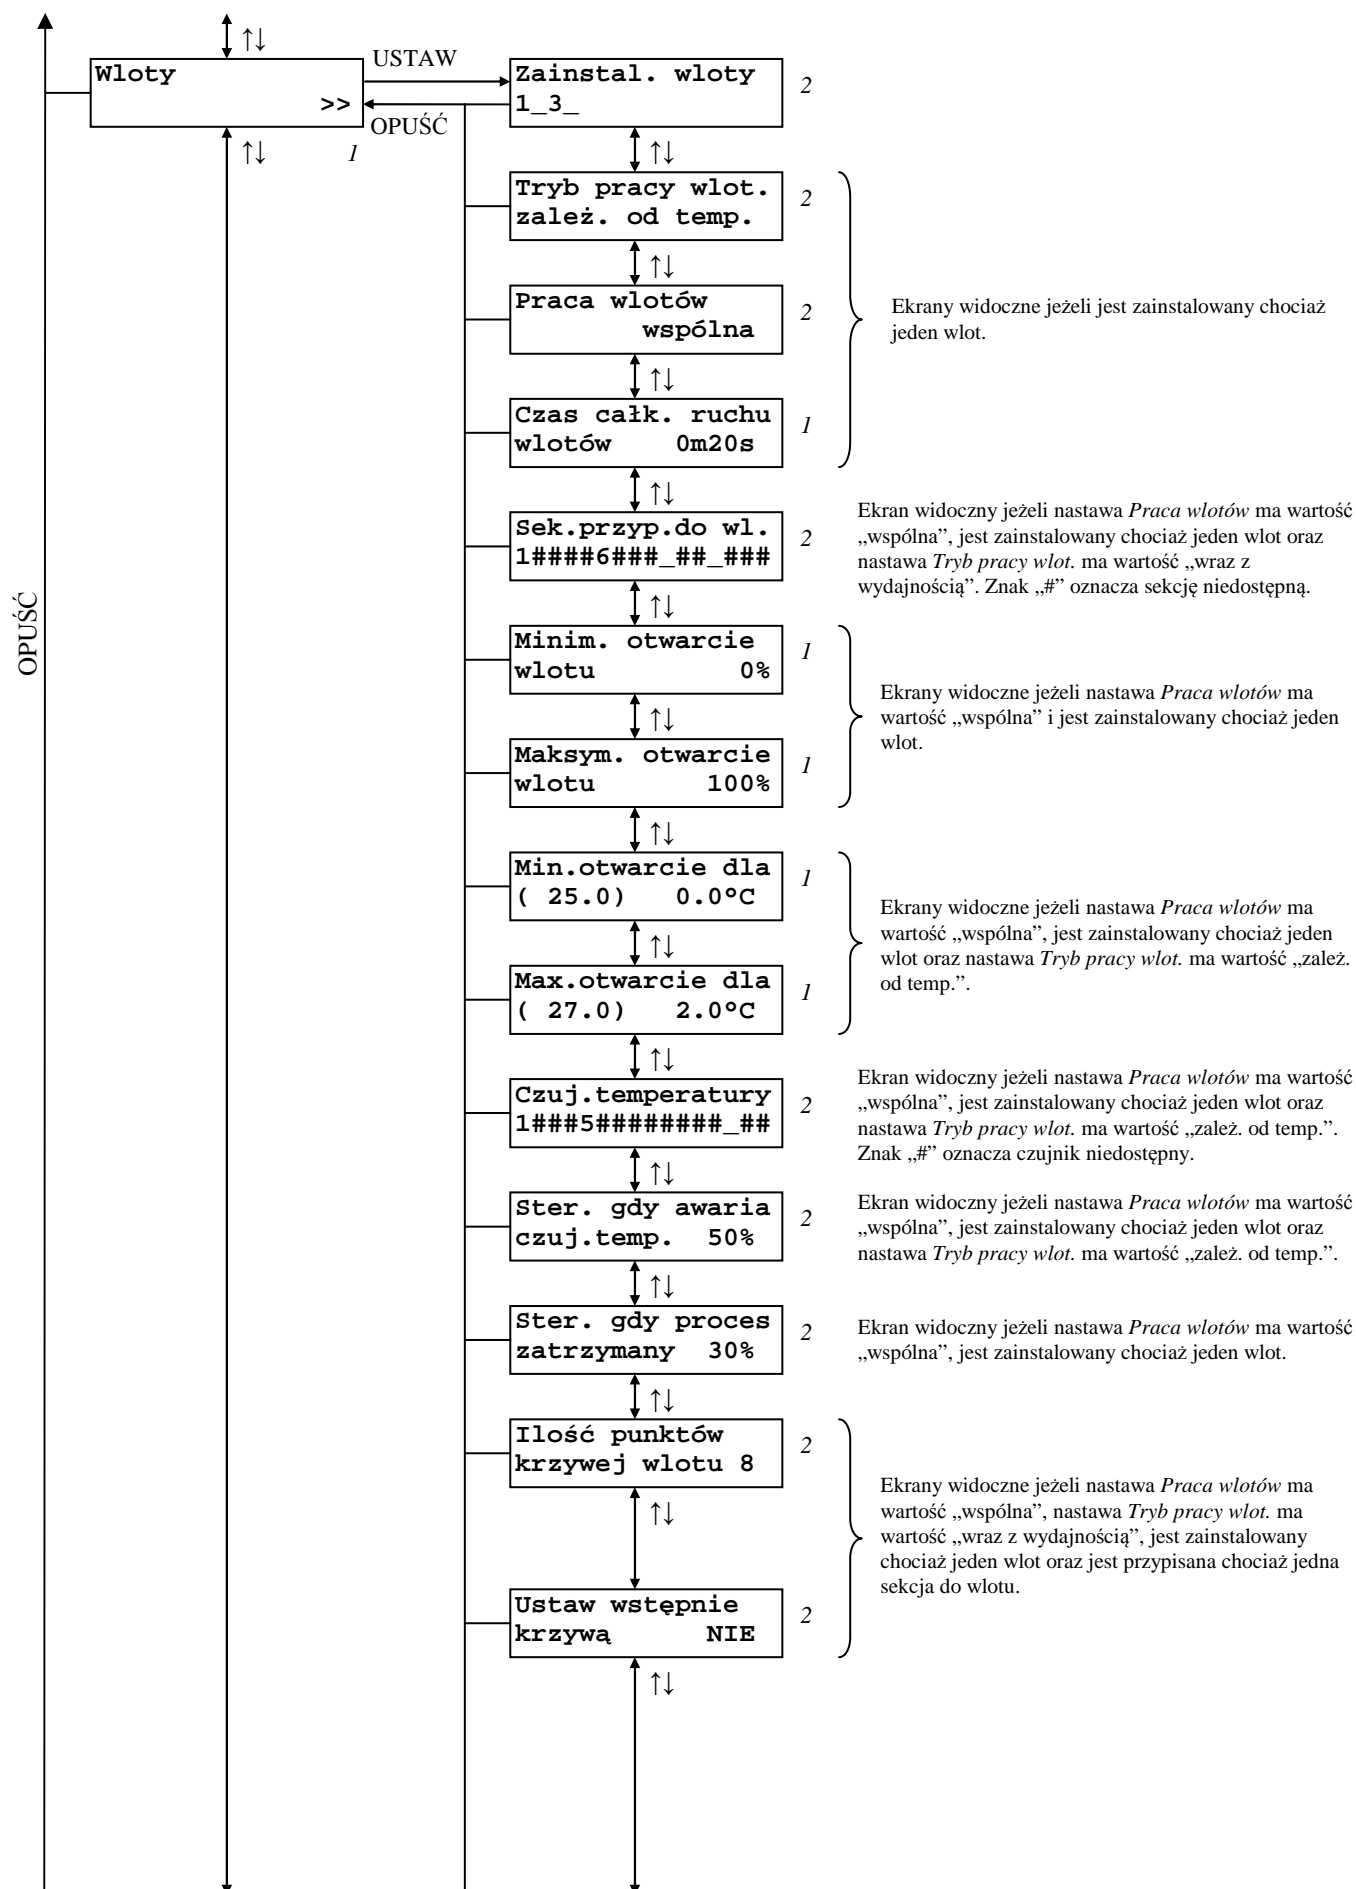 ↑↓
Wloty
>>
USTAW
OPUŚĆ
↑↓
1
Zainstal. wloty
1_3_
2
↑↓
Tryb pracy wlot.
zależ. od temp.
2
↑↓
Praca wlotów
wspólna
2
Ekrany widoczne jeżeli jest zainstalowany chociaż
jeden wlot.
↑↓
Czas całk. ruchu
wlotów 0m20s
1
↑↓
Sek.przyp.do wl.
1####6###_##_###
2
Ekran widoczny jeżeli nastawa Praca wlotów ma wartość
„wspólna”, jest zainstalowany chociaż jeden wlot oraz
nastawa Tryb pracy wlot. ma wartość „wraz z
wydajnością”. Znak „#” oznacza sekcję niedostępną.
OPUŚĆ
↑↓
Minim. otwarcie
wlotu 0%
1
↑↓
Ekrany widoczne jeżeli nastawa Praca wlotów ma
wartość „wspólna” i jest zainstalowany chociaż jeden
wlot.
Maksym. otwarcie
wlotu 100%
1
↑↓
Min.otwarcie dla
( 25.0) 0.0°C
1
↑↓
Ekrany widoczne jeżeli nastawa Praca wlotów ma
wartość „wspólna”, jest zainstalowany chociaż jeden
wlot oraz nastawa Tryb pracy wlot. ma wartość „zależ.
od temp.”.
Max.otwarcie dla
( 27.0) 2.0°C
1
↑↓
Czuj.temperatury
1###5########_##
2
Ekran widoczny jeżeli nastawa Praca wlotów ma wartość
„wspólna”, jest zainstalowany chociaż jeden wlot oraz
nastawa Tryb pracy wlot. ma wartość „zależ. od temp.”.
Znak „#” oznacza czujnik niedostępny.
↑↓
Ster. gdy awaria
czuj.temp. 50%
2
Ekran widoczny jeżeli nastawa Praca wlotów ma wartość
„wspólna”, jest zainstalowany chociaż jeden wlot oraz
nastawa Tryb pracy wlot. ma wartość „zależ. od temp.”.
↑↓
Ster. gdy proces
zatrzymany 30%
2
Ekran widoczny jeżeli nastawa Praca wlotów ma wartość
„wspólna”, jest zainstalowany chociaż jeden wlot.
↑↓
Ilość punktów
krzywej wlotu 8
2
↑↓
Ekrany widoczne jeżeli nastawa Praca wlotów ma
wartość „wspólna”, nastawa Tryb pracy wlot. ma
wartość „wraz z wydajnością”, jest zainstalowany
chociaż jeden wlot oraz jest przypisana chociaż jedna
sekcja do wlotu.
Ustaw wstępnie
krzywą NIE
2
↑↓